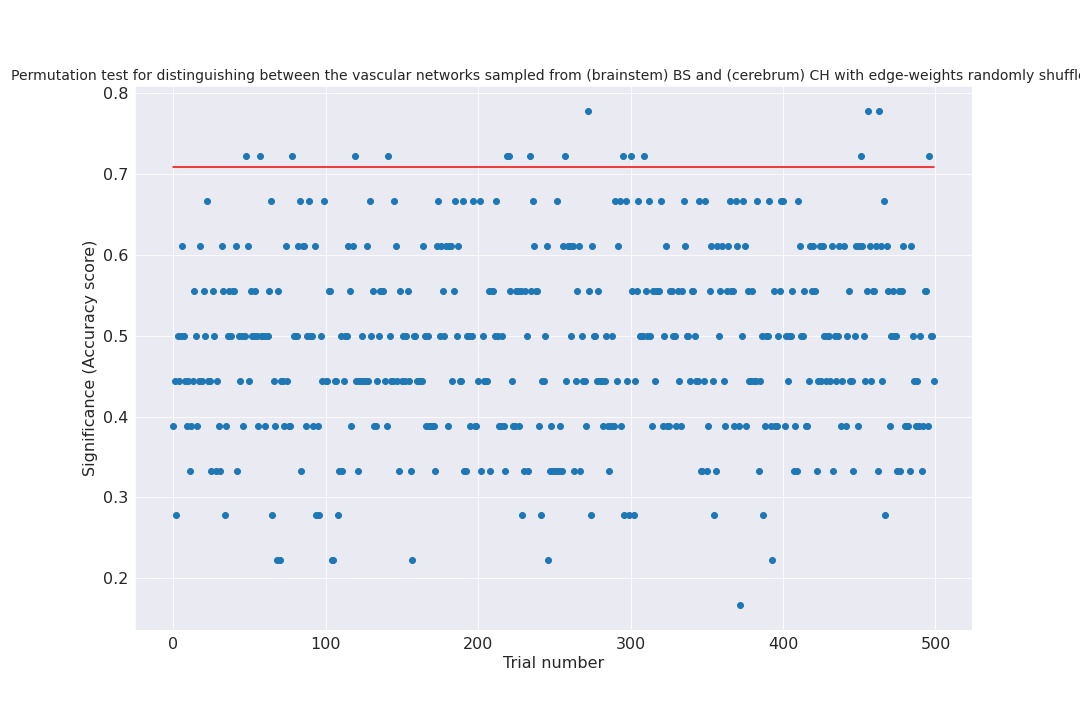 Permutation test for distinguishing between the vascular networks sampled from (brainstem) BS and (cerebrum) CH with edge-weights randomly
0.8
0.7
0.6
0.5
0.4
0.3
0.2
Significance (Accuracy score)
0 100 200 300 400 500
Trial number